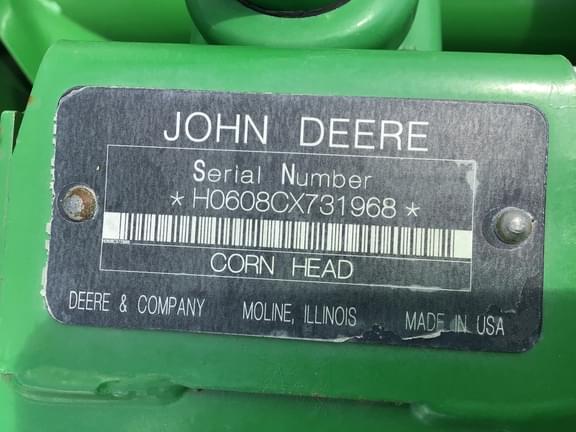 JOHN DEERE
Serial Number
* H0608CX731968 *
CORN HEAD
DEERE & COMPANY MOLINE, ILLINOIS MADE IN USA